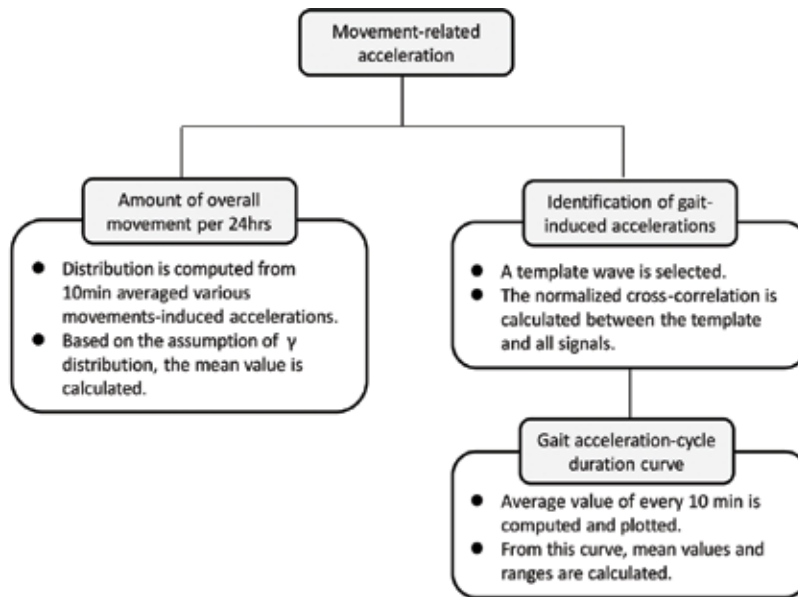 Movement-related
acceleration
Amount of overall
movement per 24hrs
● Distribution is computed from
10min averaged various
movements-induced accelerations.
● Based on the assumption of γ
distribution, the mean value is
calculated.
Identification of gait-
induced accelerations
● A template wave is selected.
● The normalized cross-correlation is
calculated between the template
and all signals.
Gait acceleration-cycle
duration curve
● Average value of every 10 min is
computed and plotted.
● From this curve, mean values and
ranges are calculated.